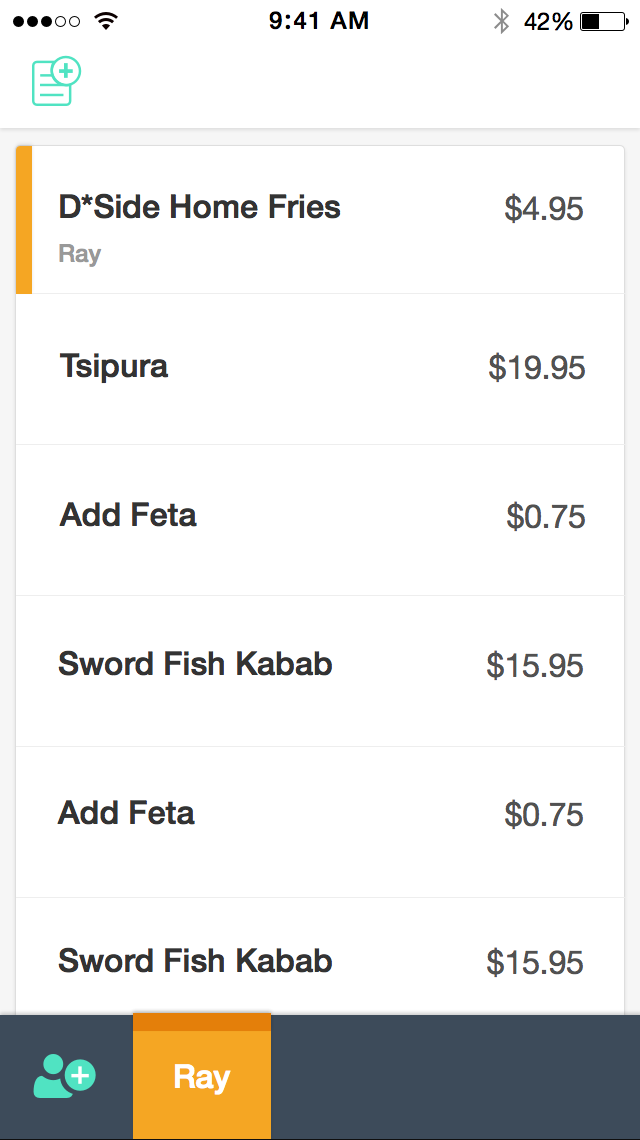 9:41 AM 42%
D*Side Home Fries $4.95
Ray
Tsipura $19.95
Add Feta $0.75
Sword Fish Kabab $15.95
Add Feta $0.75
Sword Fish Kabab $15.95
Ray